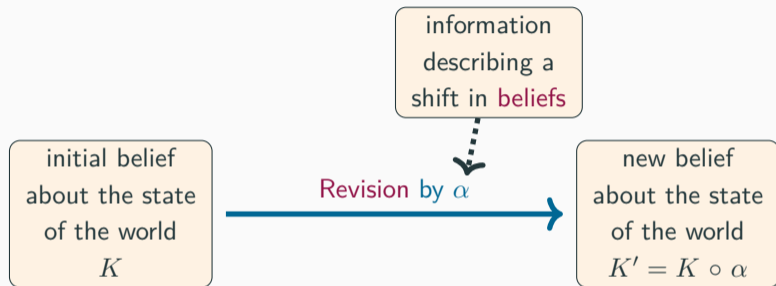 information
describing a
shift in beliefs
initial belief
about the state
of the world
K
Revision by α
new belief
about the state
of the world
K′ = K ∘ α